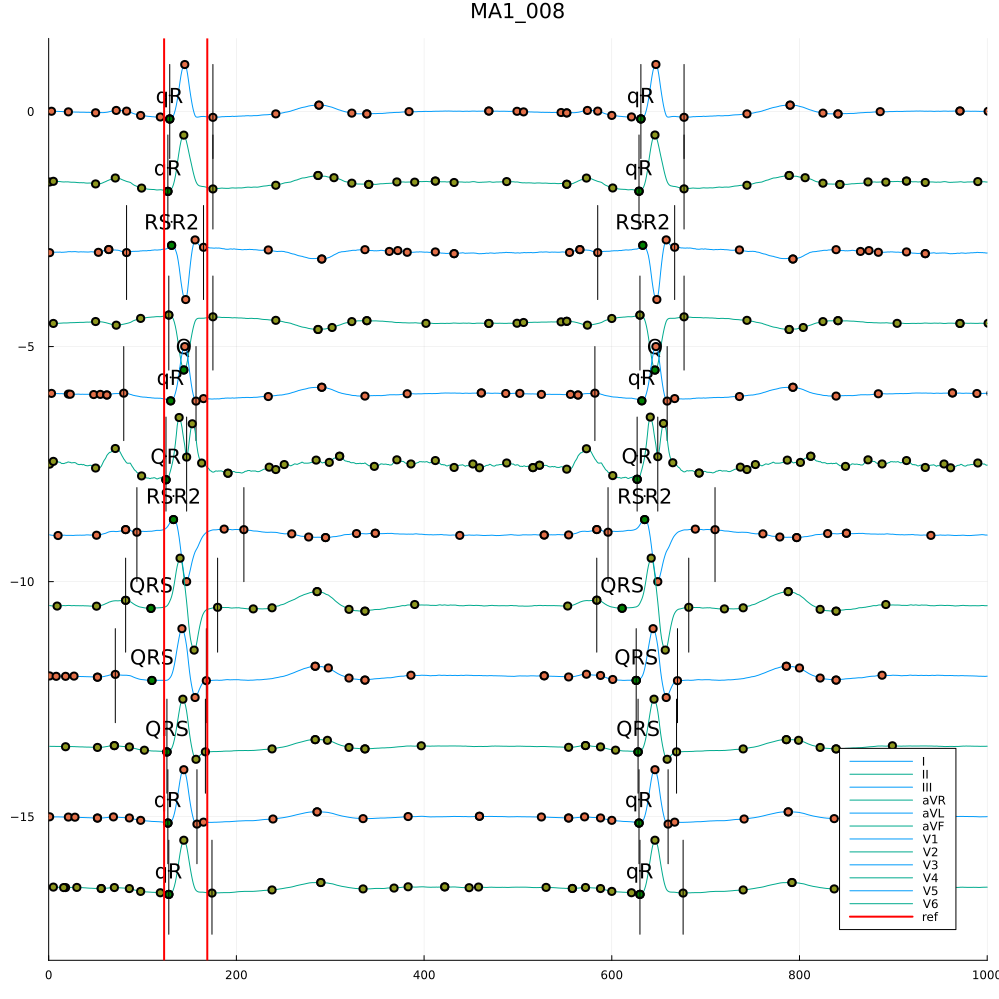 MA1_008
qR qR
0
qR qR
RSR2 RSR2
−5
Q Q
qR qR
QR QR
RSR2 RSR2
−10
QRS QRS
QRS QRS
QRS QRS
I
II
III
aVR
aVL
aVF
V1
V2
V3
V4
V5
V6
ref
qR qR
−15
qR qR
0 200 400 600 800 1000